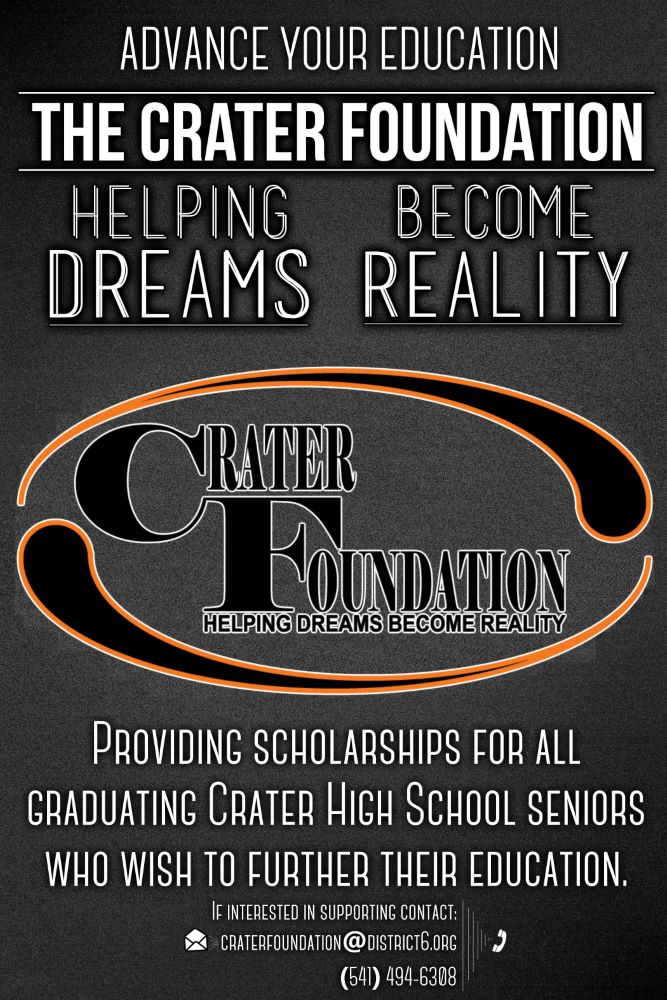 ADVANCE YOUR EDUCATION
THE CRATER FOUNDATION
HELPING BECOME
DREAMS REALITY
CRATER
FOUNDATION
HELPING DREAMS BECOME REALITY
PROVIDING SCHOLARSHIPS FOR ALL
GRADUATING CRATER HIGH SCHOOL SENIORS
WHO WISH TO FURTHER THEIR EDUCATION.
IF INTERESTED IN SUPPORTING CONTACT:
CRATERFOUNDATION@DISTRICT6.ORG
(541) 494-6308